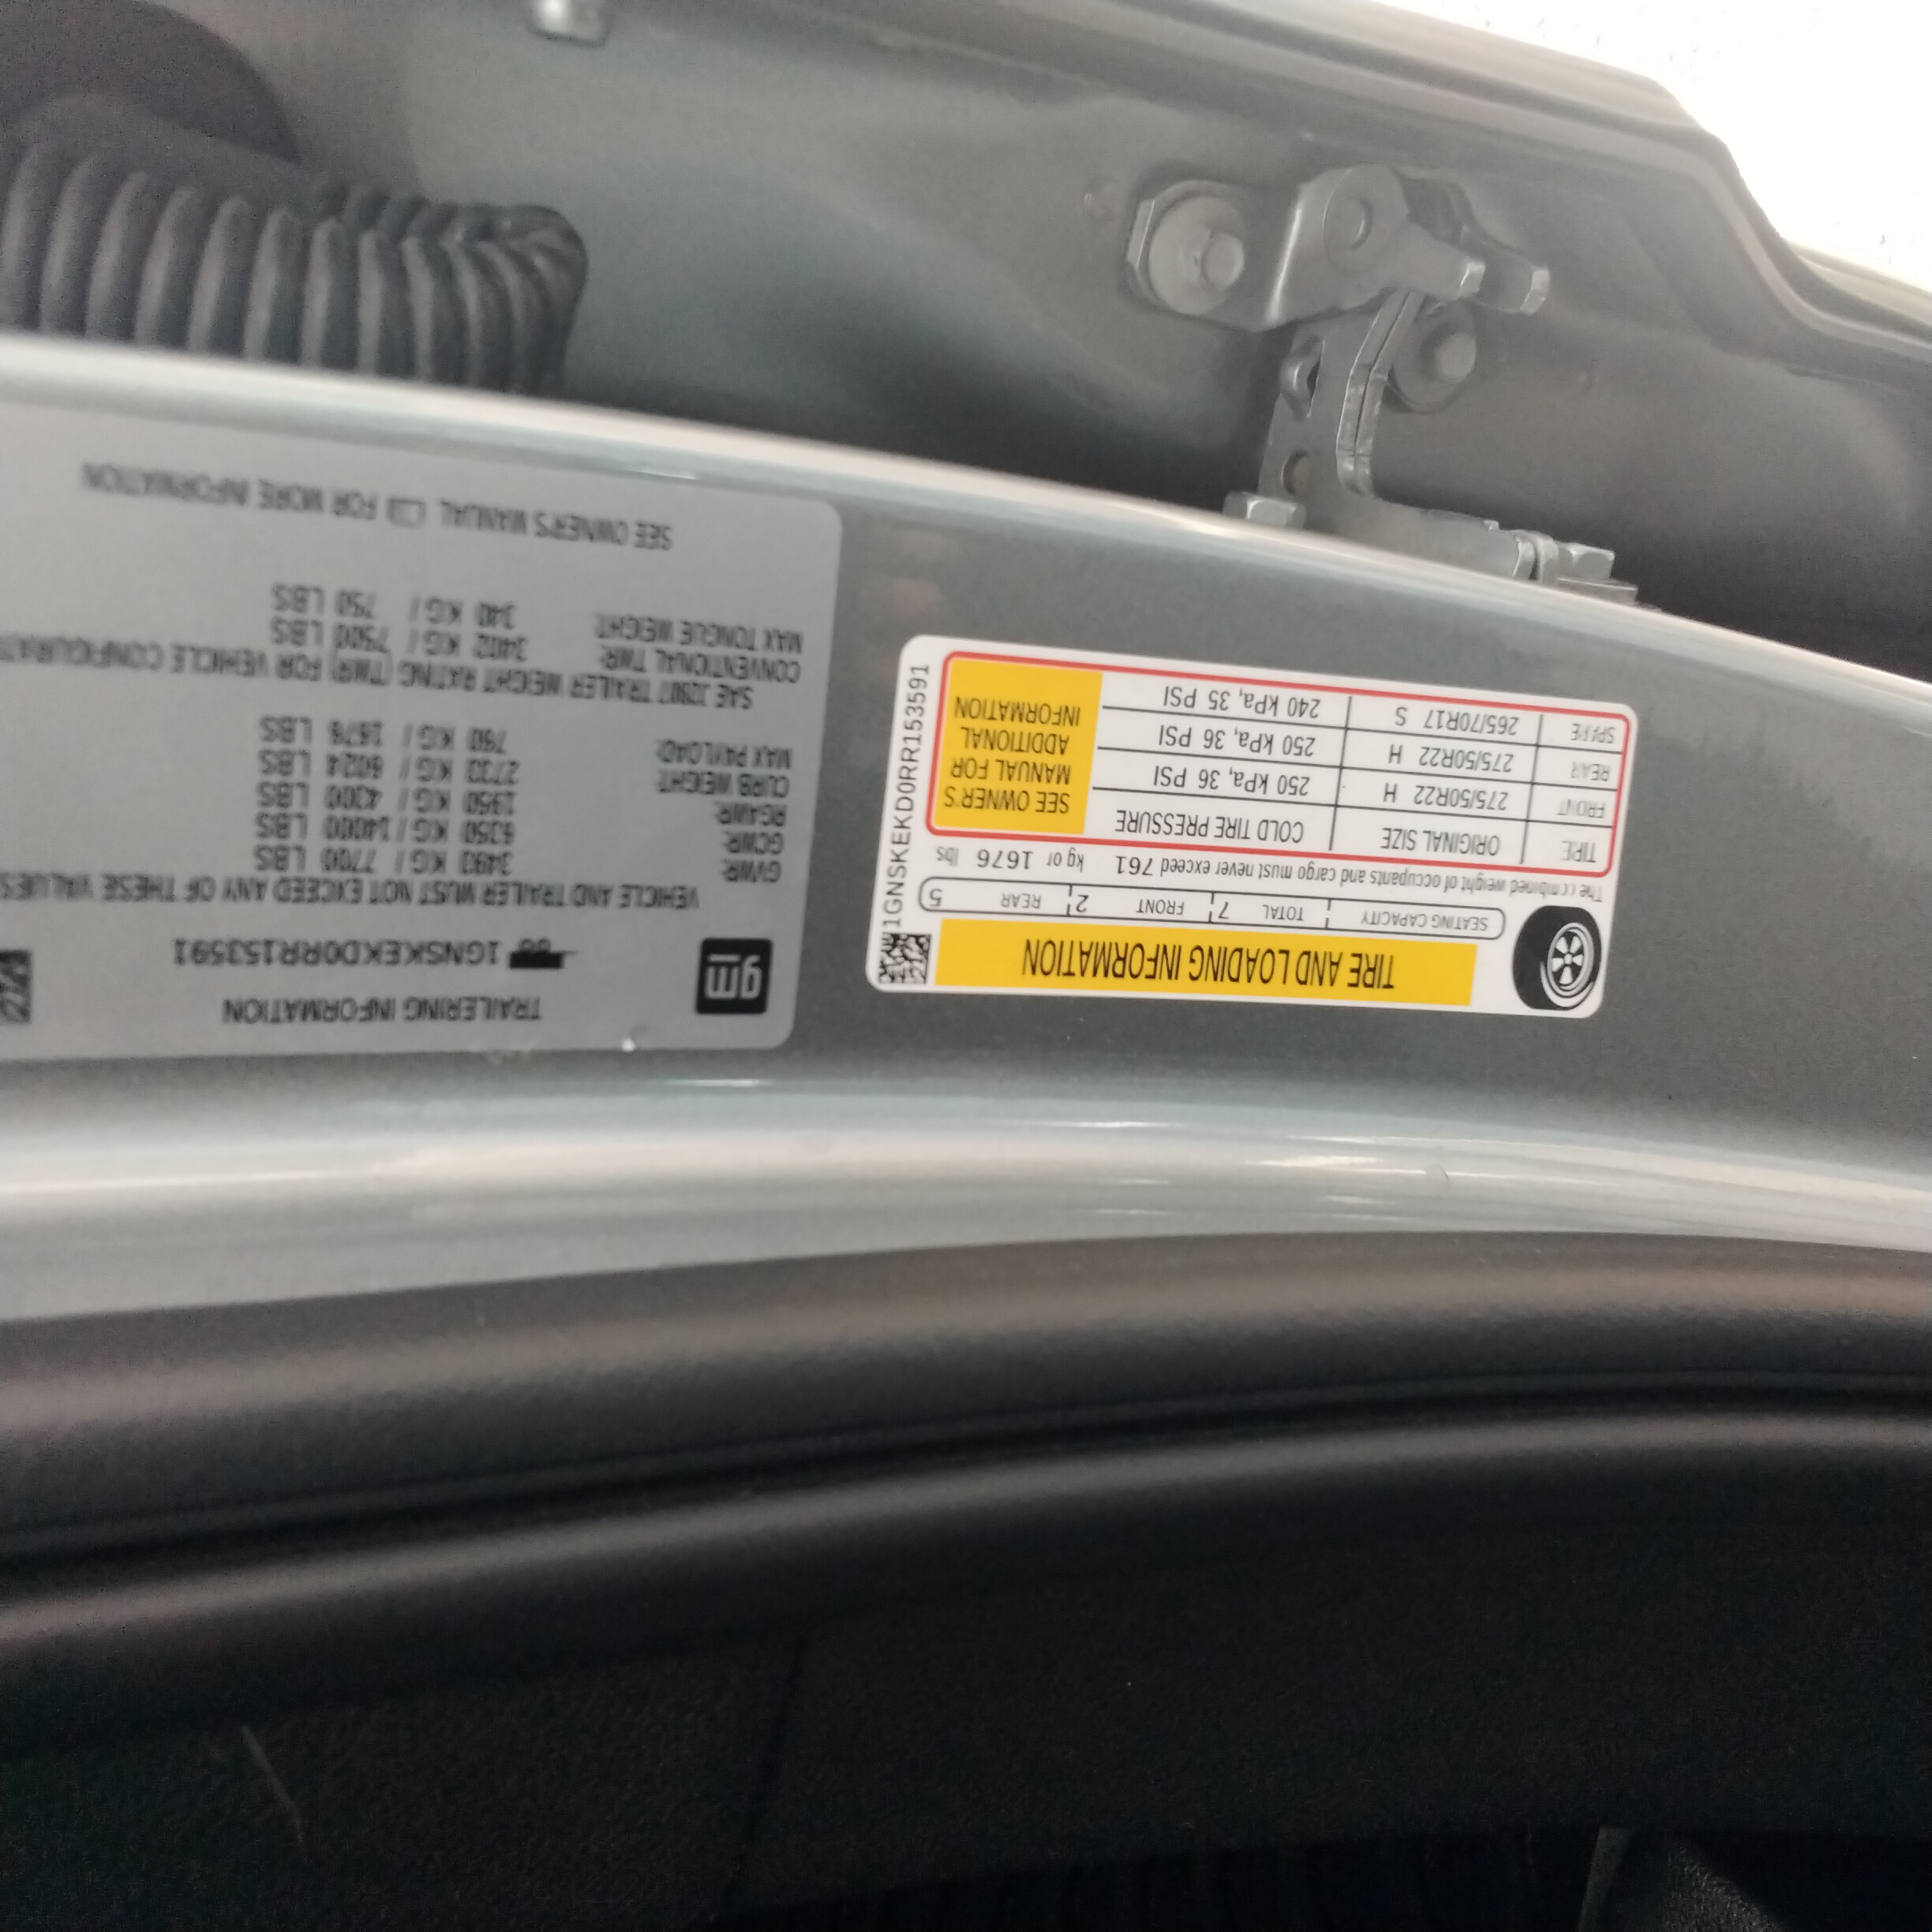 TIRE AND LOADING INFORMATION
SEATING CAPACITY TOTAL 7 FRONT 2 REAR 5
The combined weight of occupants and cargo must never exceed 761 kg or 1676 lbs
TIRE ORIGINAL SIZE COLD TIRE PRESSURE
FRONT 275/50R22 H 250 kPa, 36 PSI
REAR 275/50R22 H 250 kPa, 36 PSI
SPARE 265/70R17 S 240 kPa, 35 PSI
SEE OWNER'S
MANUAL FOR
ADDITIONAL
INFORMATION
1GNSKEKD0RR153591
gm
TRAILERING INFORMATION
1GNSKEKD0RR153591
VEHICLE AND TRAILER MUST NOT EXCEED ANY OF THESE VALUES
GVWR: 3493 KG / 7700 LBS
GCWR: 6350 KG / 14000 LBS
RGAWR: 1950 KG / 4300 LBS
CURB WEIGHT: 2733 KG / 6024 LBS
MAX PAYLOAD: 760 KG / 1676 LBS
SAE J2807 TRAILER WEIGHT RATING (TWR) FOR VEHICLE
CONVENTIONAL TWR: 3402 KG / 7500 LBS
MAX TONGUE WEIGHT: 340 KG / 750 LBS
SEE OWNER'S MANUAL FOR MORE INFORMATION